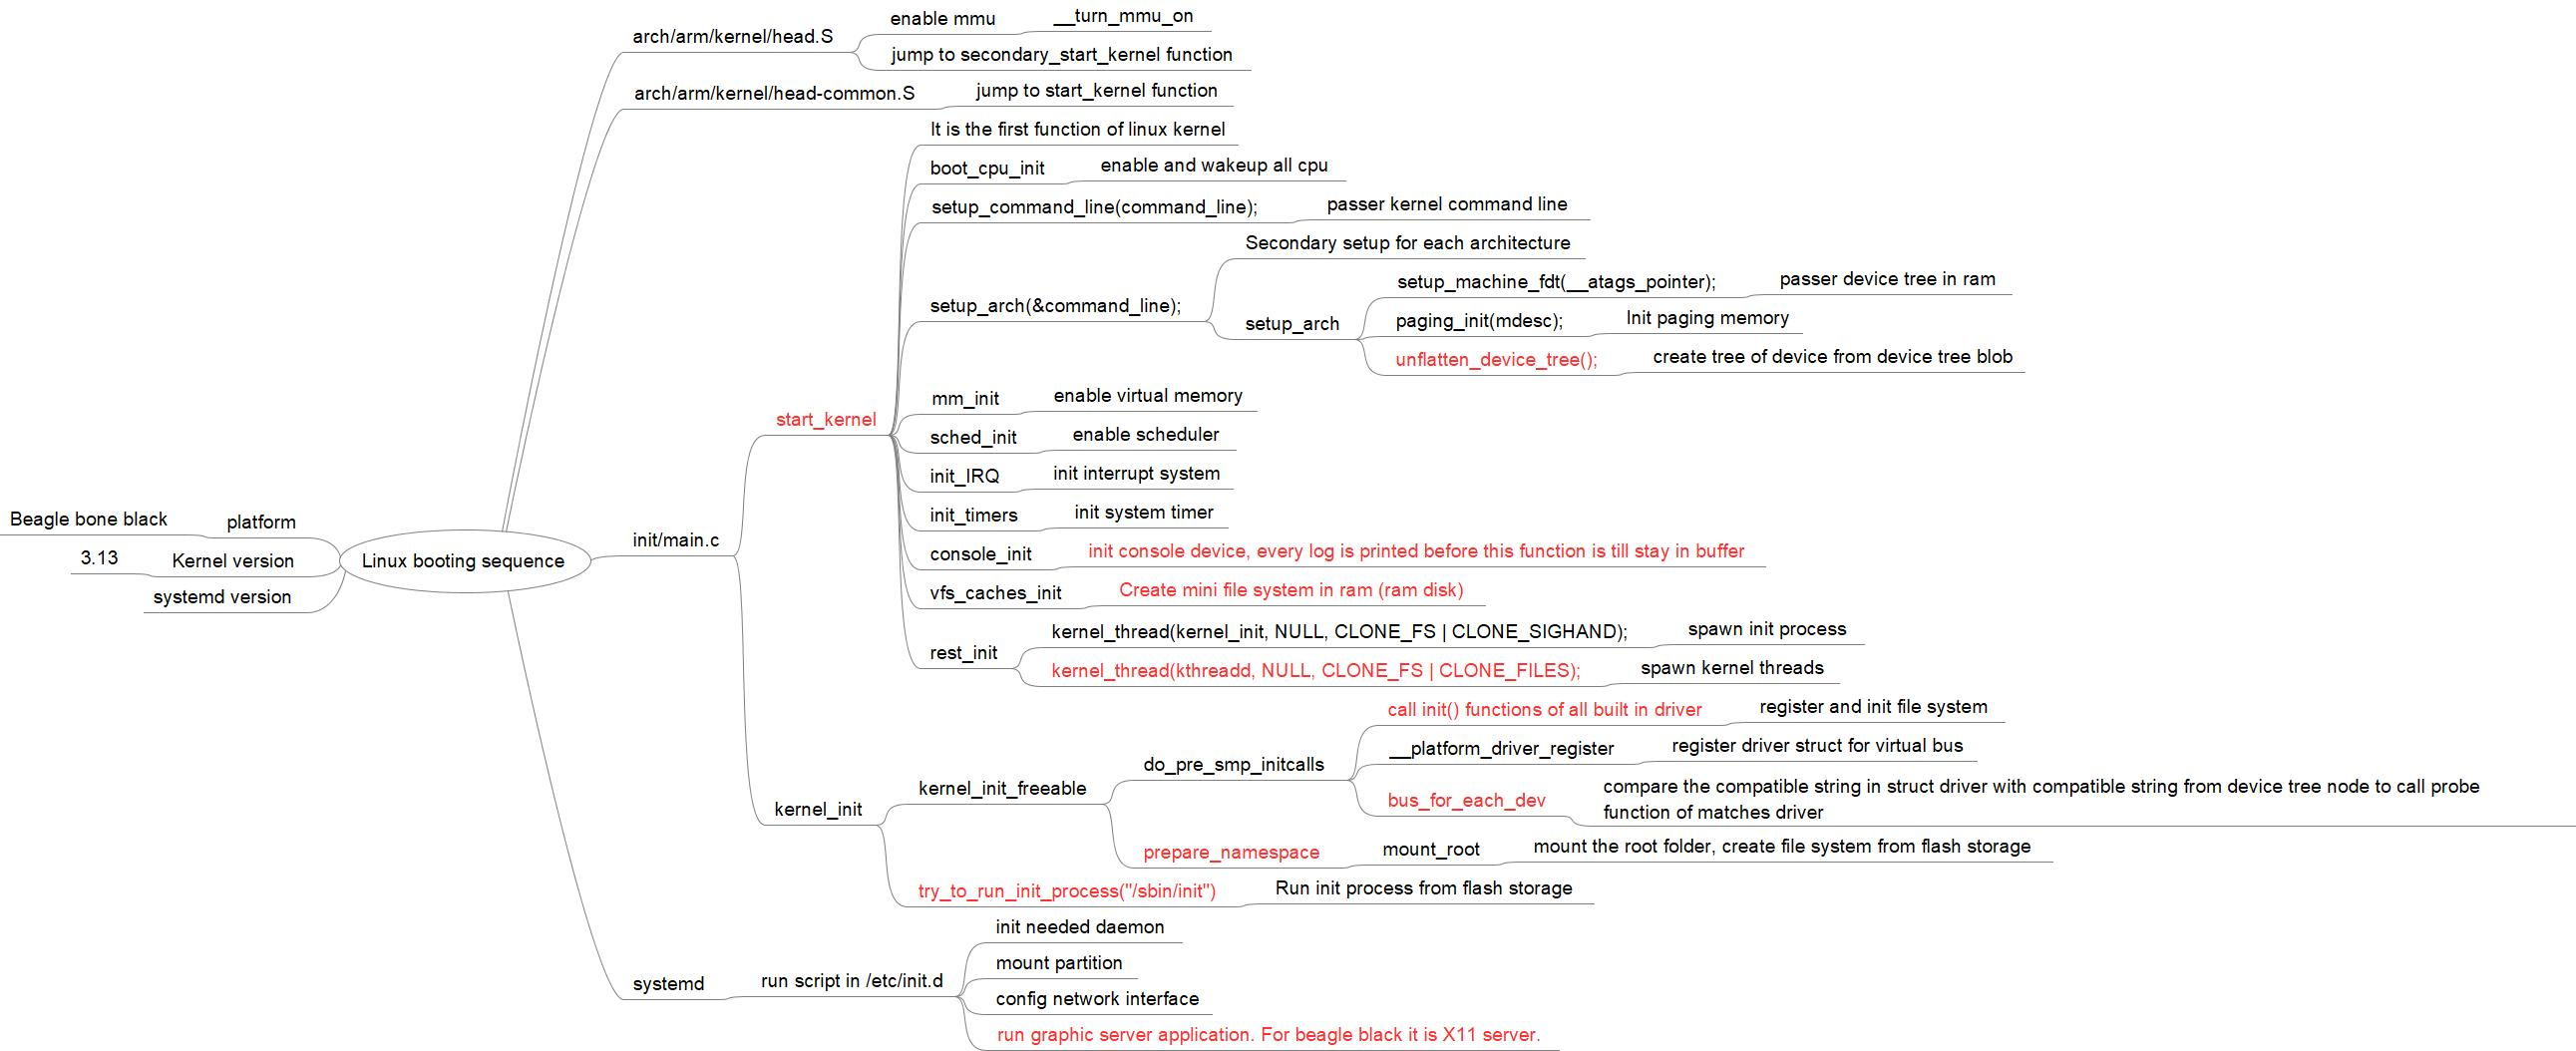 enable mmu
__turn_mmu_on
arch/arm/kernel/head.S
jump to secondary_start_kernel function
arch/arm/kernel/head-common.S
jump to start_kernel function
It is the first function of linux kernel
boot_cpu_init
enable and wakeup all cpu
setup_command_line(command_line);
passer kernel command line
Secondary setup for each architecture
setup_arch(&command_line);
setup_arch
setup_machine_fdt(__atags_pointer);
passer device tree in ram
paging_init(mdesc);
Init paging memory
unflatten_device_tree();
create tree of device from device tree blob
start_kernel
mm_init
enable virtual memory
sched_init
enable scheduler
init_IRQ
init interrupt system
init_timers
init system timer
console_init
init console device, every log is printed before this function is till stay in buffer
vfs_caches_init
Create mini file system in ram (ram disk)
rest_init
kernel_thread(kernel_init, NULL, CLONE_FS | CLONE_SIGHAND);
spawn init process
kernel_thread(kthreadd, NULL, CLONE_FS | CLONE_FILES);
spawn kernel threads
Beagle bone black
platform
3.13
Kernel version
systemd version
Linux booting sequence
init/main.c
kernel_init
kernel_init_freeable
do_pre_smp_initcalls
call init() functions of all built in driver
register and init file system
__platform_driver_register
register driver struct for virtual bus
bus_for_each_dev
compare the compatible string in struct driver with compatible string from device tree node to call probe
function of matches driver
prepare_namespace
mount_root
mount the root folder, create file system from flash storage
try_to_run_init_process("/sbin/init")
Run init process from flash storage
systemd
run script in /etc/init.d
init needed daemon
mount partition
config network interface
run graphic server application. For beagle black it is X11 server.